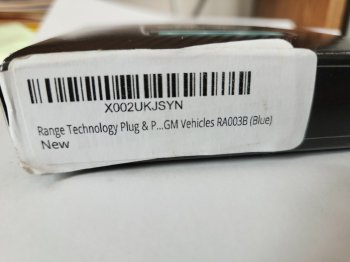 X002UKJSYN
Range Technology Plug & P...GM Vehicles RA003B (Blue)
New